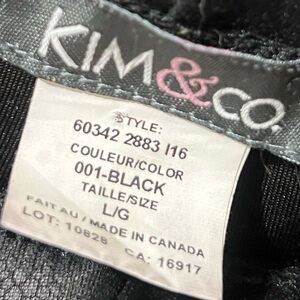 KIM&CO.
STYLE:
60342 2883 I16
COULEUR/COLOR
001-BLACK
TAILLE/SIZE
L/G
FAIT AU / MADE IN CANADA
LOT: 10828 CA: 16917